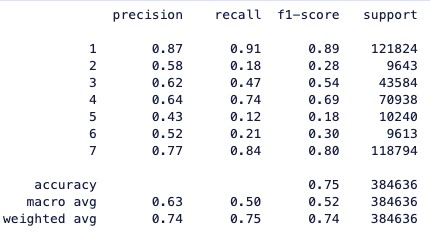 precision recall f1-score support
1 0.87 0.91 0.89 121824
2 0.58 0.18 0.28 9643
3 0.62 0.47 0.54 43584
4 0.64 0.74 0.69 70938
5 0.43 0.12 0.18 10240
6 0.52 0.21 0.30 9613
7 0.77 0.84 0.80 118794
accuracy 0.75 384636
macro avg 0.63 0.50 0.52 384636
weighted avg 0.74 0.75 0.74 384636